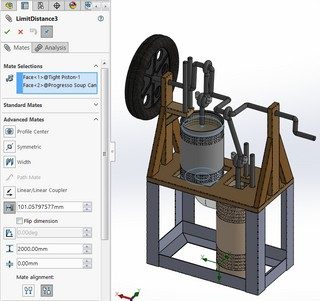 LimitDistance3
Mates
Analysis
Mate Selections
Face<1>@Tight Piston-1
Face<2>@Progresso Soup Can
Standard Mates
Advanced Mates
Profile Center
Symmetric
Width
Path Mate
Linear/Linear Coupler
101.05797577mm
Flip dimension
0.00deg
2000.00mm
0.00mm
Mate alignment: